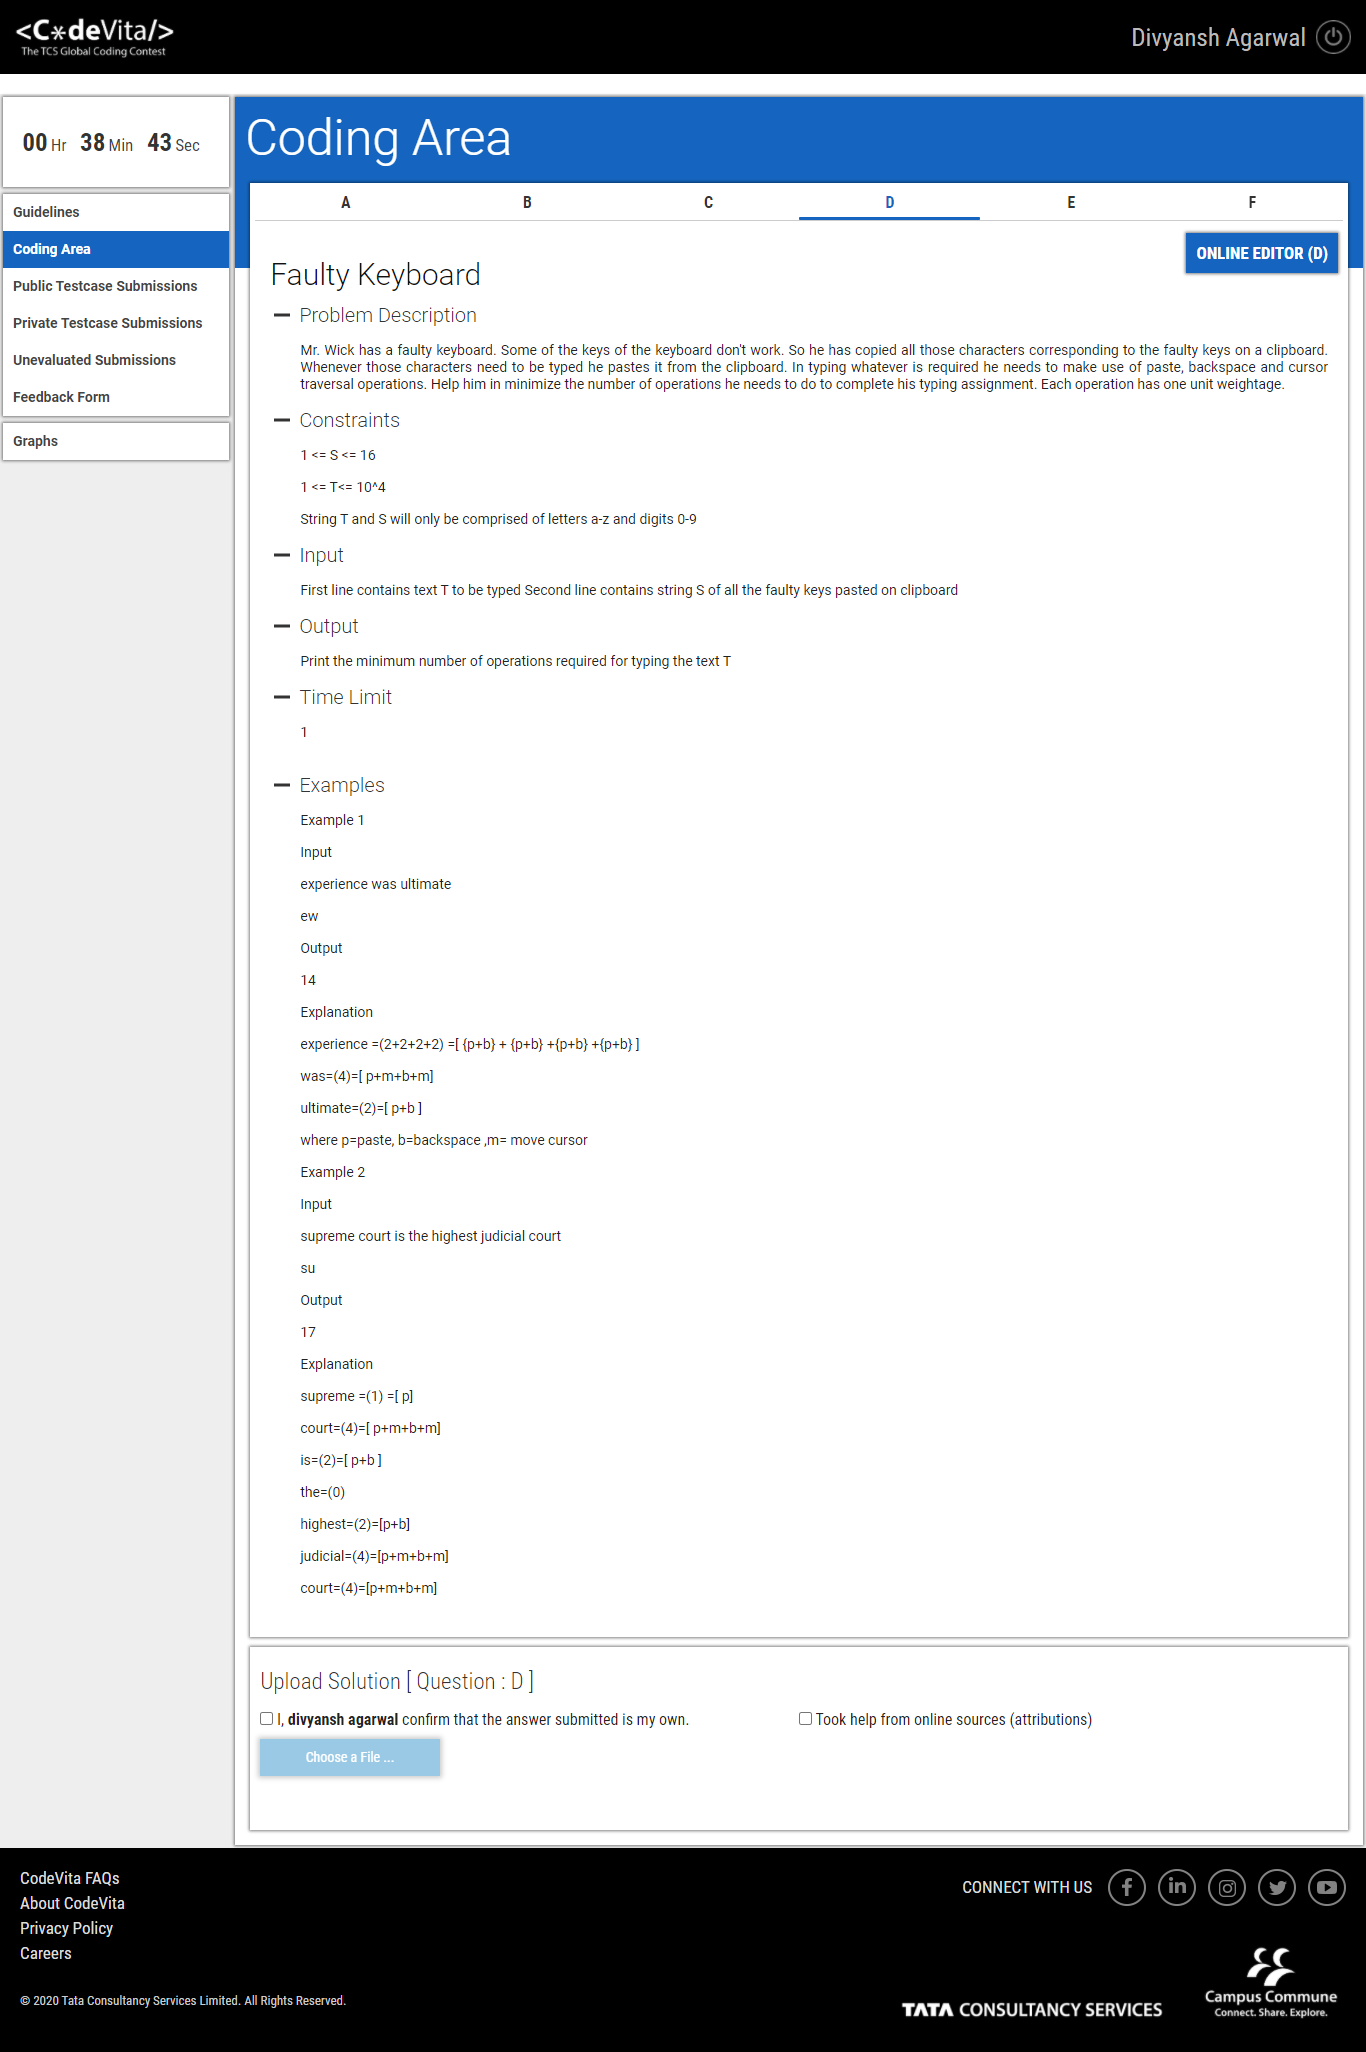 <C*deVita/>
The TCS Global Coding Contest
Divyansh Agarwal
00 Hr 38 Min 43 Sec
Guidelines
Coding Area
Public Testcase Submissions
Private Testcase Submissions
Unevaluated Submissions
Feedback Form
Graphs
Coding Area
A B C D E F
ONLINE EDITOR (D)
Faulty Keyboard
Problem Description
Mr. Wick has a faulty keyboard. Some of the keys of the keyboard don't work. So he has copied all those characters corresponding to the faulty keys on a clipboard.
Whenever those characters need to be typed he pastes it from the clipboard. In typing whatever is required he needs to make use of paste, backspace and cursor
traversal operations. Help him in minimize the number of operations he needs to do to complete his typing assignment. Each operation has one unit weightage.
Constraints
1 <= S <= 16
1 <= T<= 10^4
String T and S will only be comprised of letters a-z and digits 0-9
Input
First line contains text T to be typed Second line contains string S of all the faulty keys pasted on clipboard
Output
Print the minimum number of operations required for typing the text T
Time Limit
1
Examples
Example 1
Input
experience was ultimate
ew
Output
14
Explanation
experience =(2+2+2+2) =[ {p+b} + {p+b} +{p+b} +{p+b} ]
was=(4)=[ p+m+b+m]
ultimate=(2)=[ p+b ]
where p=paste, b=backspace ,m= move cursor
Example 2
Input
supreme court is the highest judicial court
su
Output
17
Explanation
supreme =(1) =[ p]
court=(4)=[ p+m+b+m]
is=(2)=[ p+b ]
the=(0)
highest=(2)=[p+b]
judicial=(4)=[p+m+b+m]
court=(4)=[p+m+b+m]
Upload Solution [ Question : D ]
I, divyansh agarwal confirm that the answer submitted is my own.
Took help from online sources (attributions)
Choose a File ...
CodeVita FAQs
About CodeVita
Privacy Policy
Careers
© 2020 Tata Consultancy Services Limited. All Rights Reserved.
CONNECT WITH US
TATA CONSULTANCY SERVICES
Campus Commune
Connect. Share. Explore.